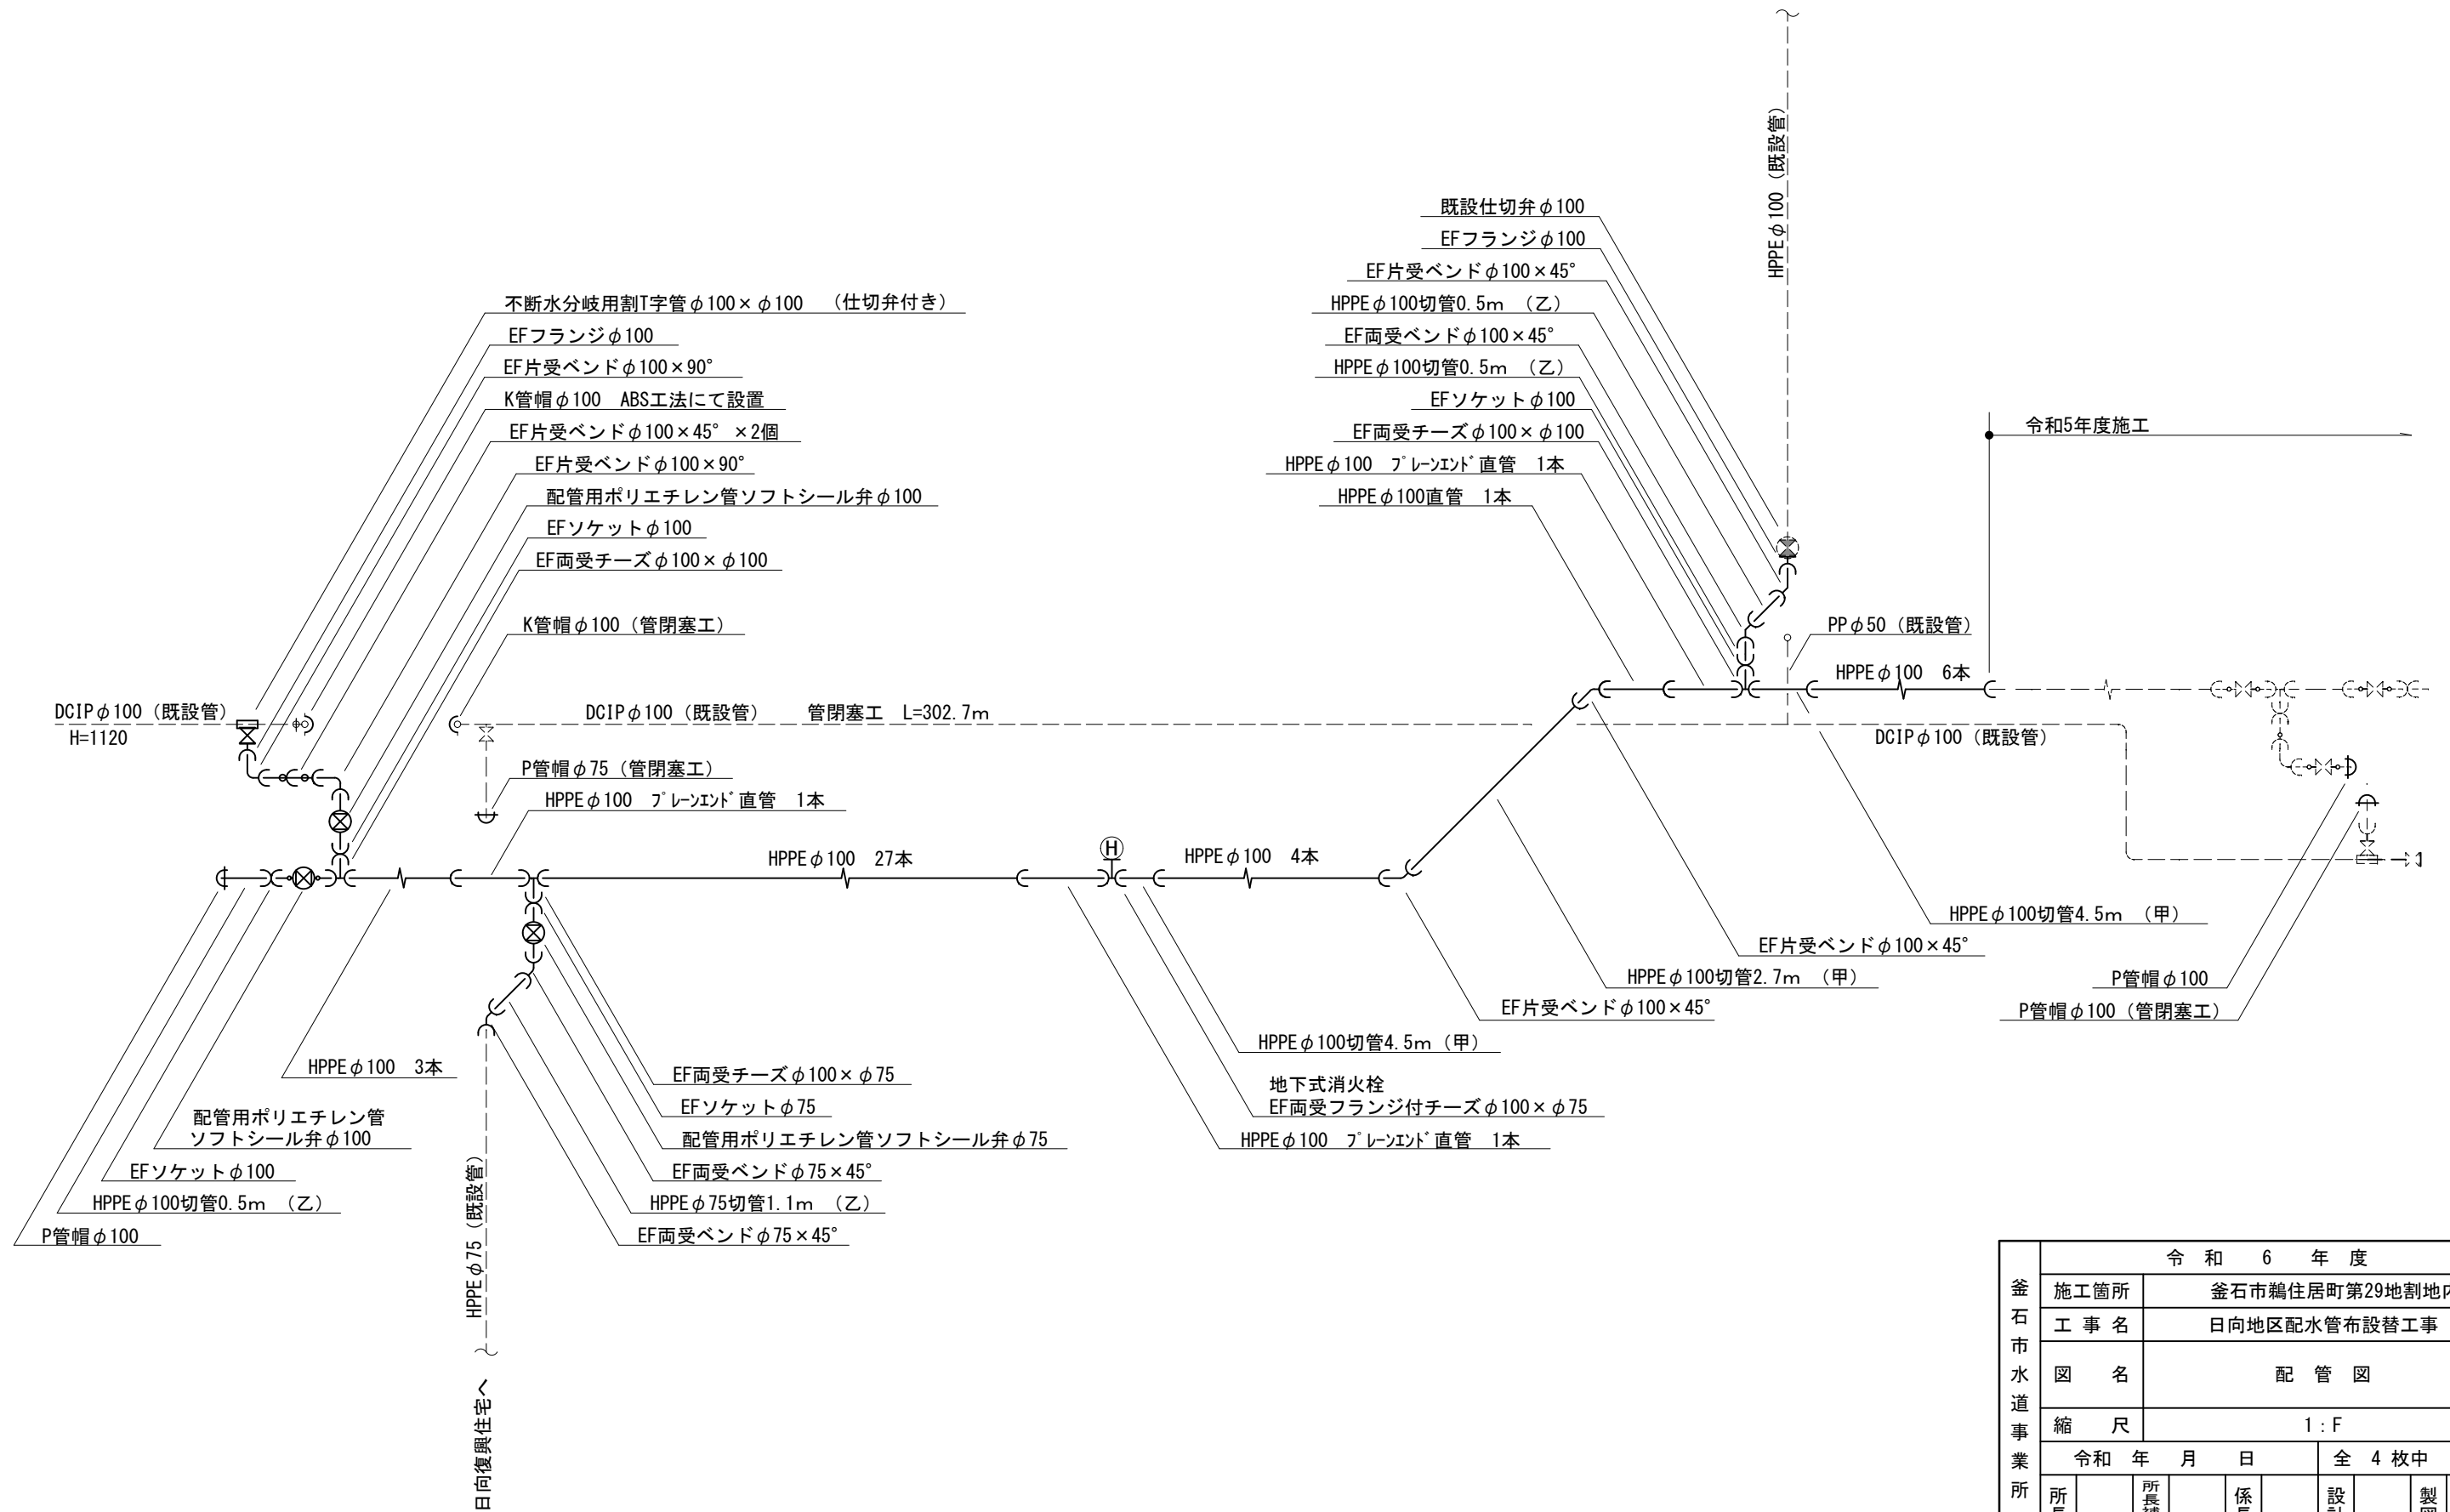 HPPEφ100（既設管）
既設仕切弁φ100
EFフランジφ100
EF片受ベンドφ100×45°
HPPEφ100切管0.5m （乙）
EF両受ベンドφ100×45°
HPPEφ100切管0.5m （乙）
EFソケットφ100
EF両受チーズφ100×φ100
HPPEφ100 ﾌﾟﾚｰﾝｴﾝﾄﾞ直管 1本
HPPEφ100直管 1本
不断水分岐用割T字管φ100×φ100 （仕切弁付き）
EFフランジφ100
EF片受ベンドφ100×90°
K管帽φ100 ABS工法にて設置
EF片受ベンドφ100×45° ×2個
EF片受ベンドφ100×90°
配管用ポリエチレン管ソフトシール弁φ100
EFソケットφ100
EF両受チーズφ100×φ100
K管帽φ100（管閉塞工）
令和5年度施工
PPφ50（既設管）
HPPEφ100 6本
DCIPφ100（既設管）
H=1120
DCIPφ100（既設管） 管閉塞工 L=302.7m
DCIPφ100（既設管）
P管帽φ75（管閉塞工）
HPPEφ100 ﾌﾟﾚｰﾝｴﾝﾄﾞ直管 1本
HPPEφ100 27本
H
HPPEφ100 4本
HPPEφ100切管4.5m （甲）
EF片受ベンドφ100×45°
HPPEφ100切管2.7m （甲）
EF片受ベンドφ100×45°
P管帽φ100
P管帽φ100（管閉塞工）
HPPEφ100切管4.5m（甲）
地下式消火栓
EF両受フランジ付チーズφ100×φ75
HPPEφ100 ﾌﾟﾚｰﾝｴﾝﾄﾞ直管 1本
HPPEφ100 3本
EF両受チーズφ100×φ75
EFソケットφ75
配管用ポリエチレン管ソフトシール弁φ75
EF両受ベンドφ75×45°
HPPEφ75切管1.1m （乙）
EF両受ベンドφ75×45°
配管用ポリエチレン管
ソフトシール弁φ100
EFソケットφ100
HPPEφ100切管0.5m （乙）
P管帽φ100
HPPEφ75（既設管）
日向復興住宅へ
釜石市水道事業所
令和 6 年度
施工箇所 釜石市鵜住居町第29地割地内
工事名 日向地区配水管布設替工事
図名 配管図
縮尺 1:F
令和 年 月 日 全 4 枚中
所長 所長補 係長 設計 製図